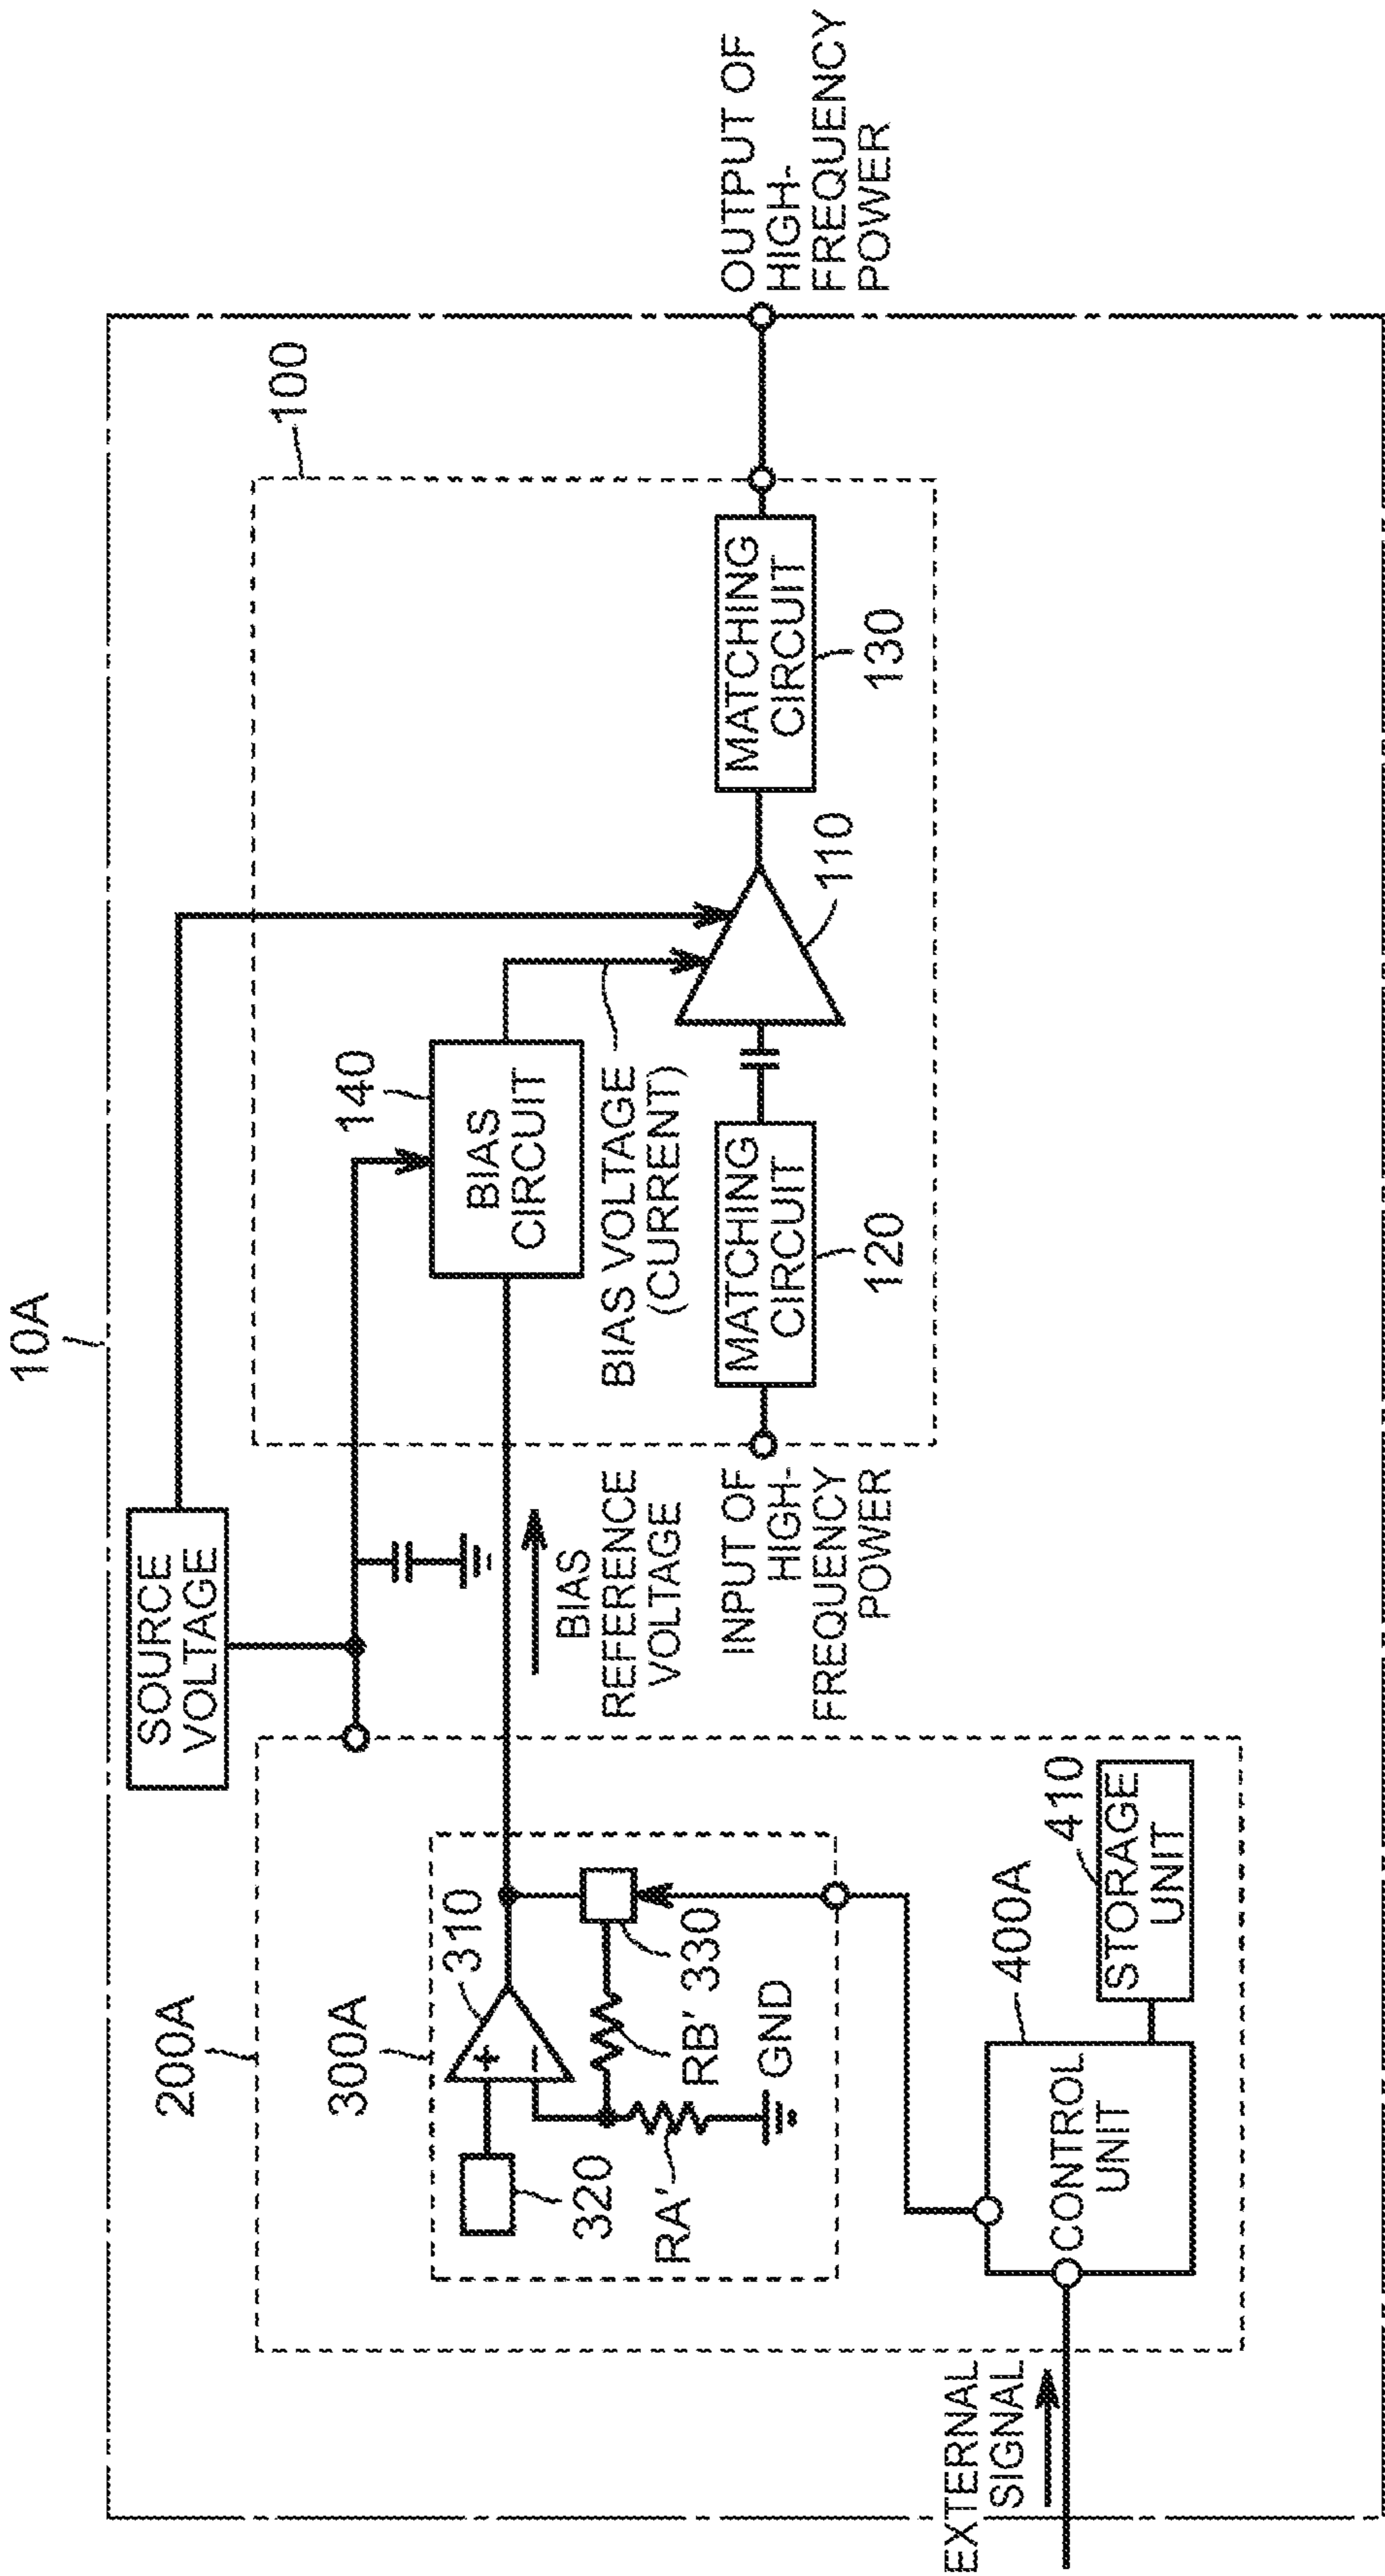 10A
SOURCE
VOLTAGE
100
200A
300A
310
140
BIAS
CIRCUIT
320
RB'
330
RA'
GND
BIAS
REFERENCE
VOLTAGE
BIAS VOLTAGE
(CURRENT)
INPUT OF
HIGH-
FREQUENCY
POWER
MATCHING
CIRCUIT
120
110
MATCHING
CIRCUIT
130
OUTPUT OF
HIGH-
FREQUENCY
POWER
EXTERNAL
SIGNAL
CONTROL
UNIT
400A
410
STORAGE
UNIT
+
−